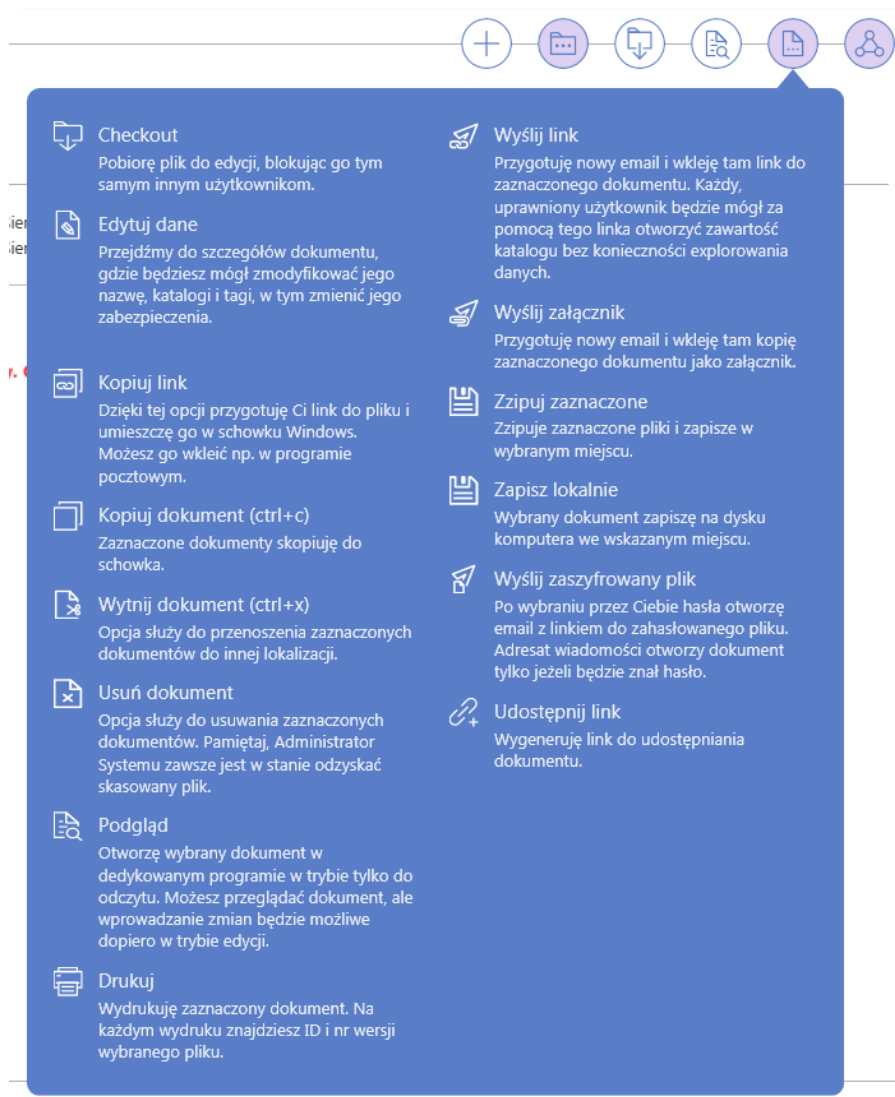 Checkout
Pobiorę plik do edycji, blokując go tym
samym innym użytkownikom.
Edytuj dane
Przejdźmy do szczegółów dokumentu,
gdzie będziesz mógł zmodyfikować jego
nazwę, katalogi i tagi, w tym zmienić jego
zabezpieczenia.
Kopiuj link
Dzięki tej opcji przygotuję Ci link do pliku i
umieszczę go w schowku Windows.
Możesz go wkleić np. w programie
pocztowym.
Kopiuj dokument (ctrl+c)
Zaznaczone dokumenty skopiuję do
schowka.
Wytnij dokument (ctrl+x)
Opcja służy do przenoszenia zaznaczonych
dokumentów do innej lokalizacji.
Usuń dokument
Opcja służy do usuwania zaznaczonych
dokumentów. Pamiętaj, Administrator
Systemu zawsze jest w stanie odzyskać
skasowany plik.
Podgląd
Otworzę wybrany dokument w
dedykowanym programie w trybie tylko do
odczytu. Możesz przeglądać dokument, ale
wprowadzanie zmian będzie możliwe
dopiero w trybie edycji.
Drukuj
Wydrukuję zaznaczony dokument. Na
każdym wydruku znajdziesz ID i nr wersji
wybranego pliku.
Wyślij link
Przygotuję nowy email i wkleję tam link do
zaznaczonego dokumentu. Każdy,
uprawniony użytkownik będzie mógł za
pomocą tego linka otworzyć zawartość
katalogu bez konieczności explorowania
danych.
Wyślij załącznik
Przygotuję nowy email i wkleję tam kopię
zaznaczonego dokumentu jako załącznik.
Zzipuj zaznaczone
Zzipuje zaznaczone pliki i zapisze w
wybranym miejscu.
Zapisz lokalnie
Wybrany dokument zapiszę na dysku
komputera we wskazanym miejscu.
Wyślij zaszyfrowany plik
Po wybraniu przez Ciebie hasła otworzę
email z linkiem do zahasłowanego pliku.
Adresat wiadomości otworzy dokument
tylko jeżeli będzie znał hasło.
Udostępnij link
Wygeneruję link do udostępniania
dokumentu.